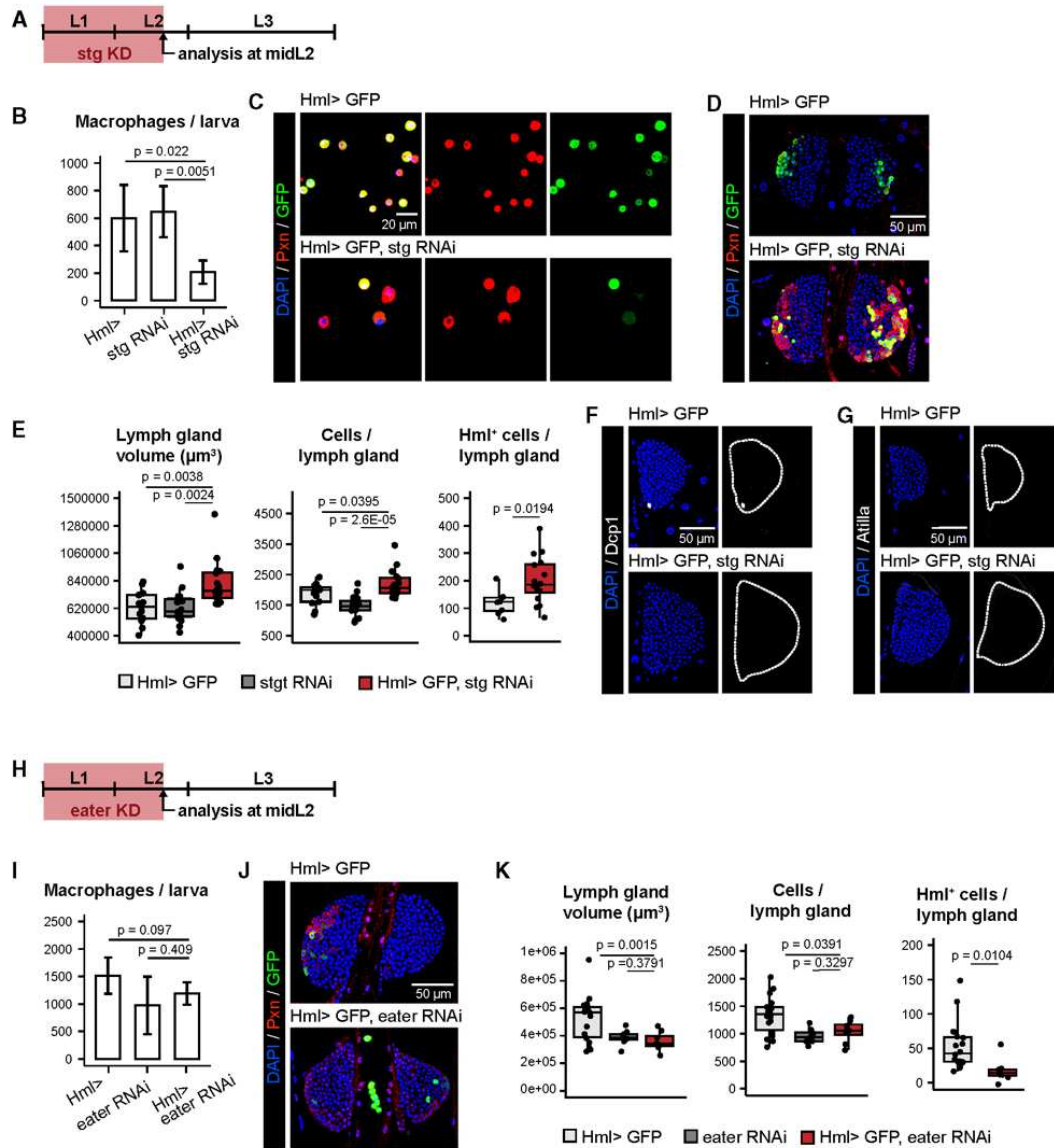 A
L1 L2 L3
stg KD analysis at midL2
B
Macrophages / larva
p = 0.022
p = 0.0051
1000
800
600
400
200
0
Hml>
stg RNAi
Hml>
stg RNAi
C
Hml> GFP
20 µm
Hml> GFP, stg RNAi
DAPI / Pxn / GFP
D
Hml> GFP
50 µm
Hml> GFP, stg RNAi
DAPI / Pxn / GFP
E
Lymph gland
volume (µm³)
p = 0.0038
p = 0.0024
1500000
1280000
1060000
840000
620000
400000
Cells /
lymph gland
p = 0.0395
p = 2.6E-05
4500
3500
2500
1500
500
Hml⁺ cells /
lymph gland
p = 0.0194
500
400
300
200
100
0
Hml> GFP stgt RNAi Hml> GFP, stg RNAi
F
Hml> GFP
50 µm
Hml> GFP, stg RNAi
DAPI / Dcp1
G
Hml> GFP
50 µm
Hml> GFP, stg RNAi
DAPI / Atilla
H
L1 L2 L3
eater KD analysis at midL2
I
Macrophages / larva
p = 0.097
p = 0.409
2500
2000
1500
1000
500
0
Hml>
eater RNAi
Hml>
eater RNAi
J
Hml> GFP
50 µm
Hml> GFP, eater RNAi
DAPI / Pxn / GFP
K
Lymph gland
volume (µm³)
p = 0.0015
p =0.3791
1e+06
8e+05
6e+05
4e+05
2e+05
0e+00
Cells /
lymph gland
p = 0.0391
p = 0.3297
2500
2000
1500
1000
500
0
Hml⁺ cells /
lymph gland
p = 0.0104
200
150
100
50
0
Hml> GFP eater RNAi Hml> GFP, eater RNAi